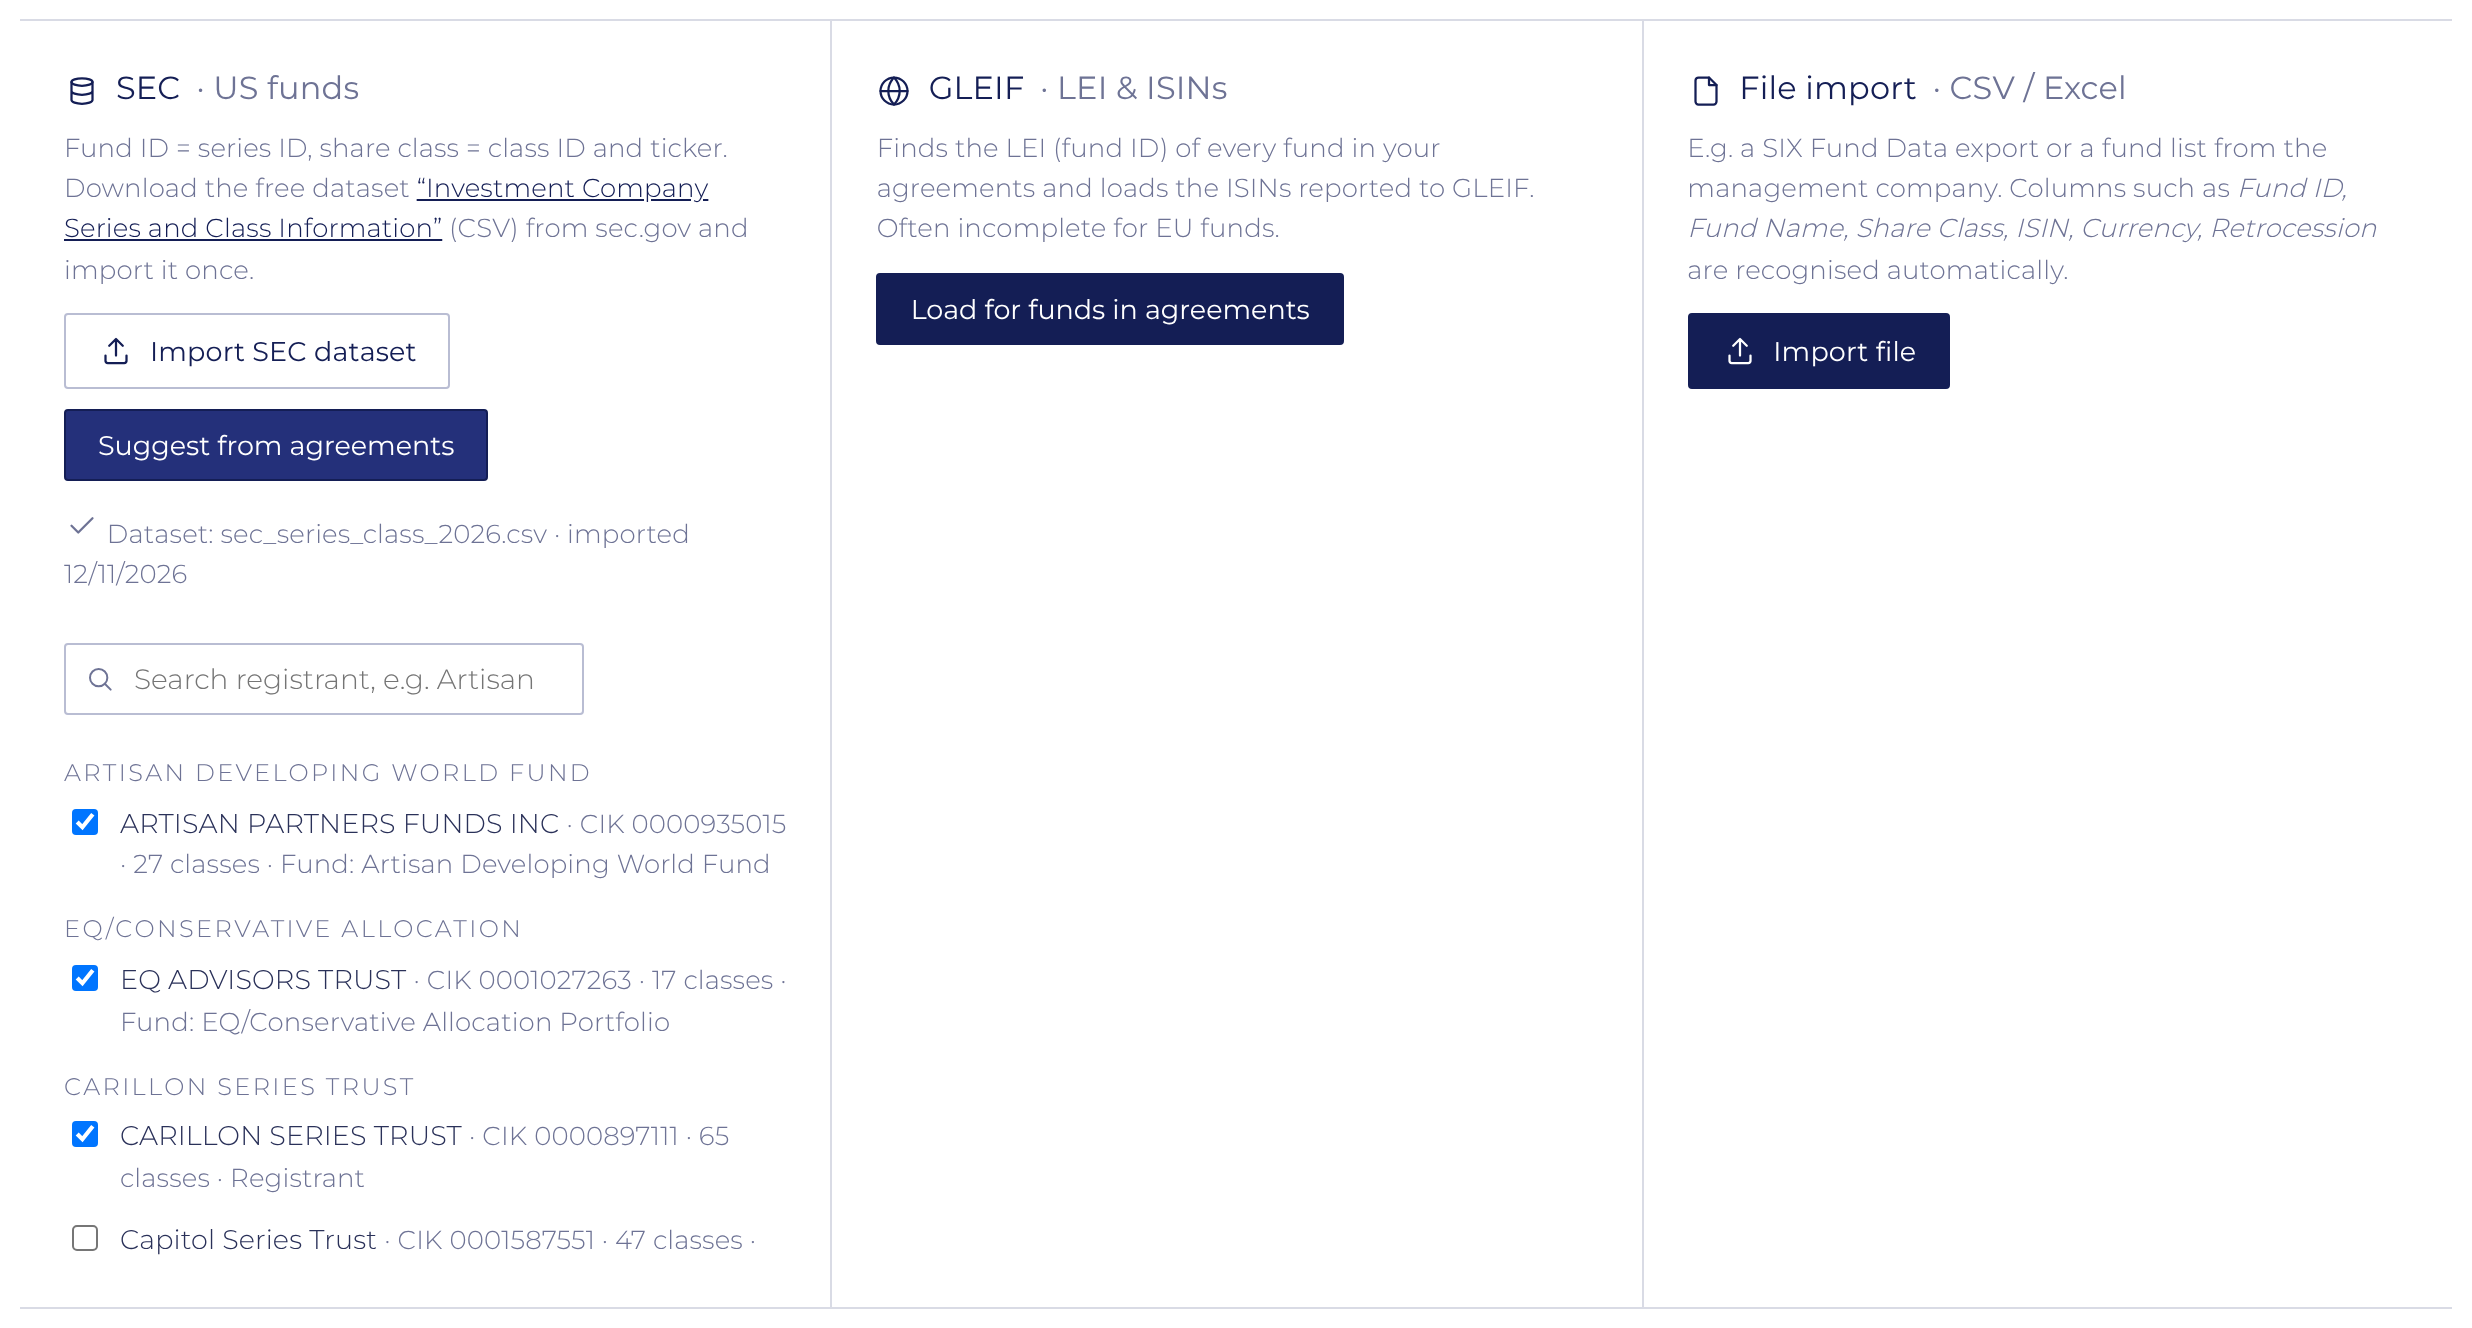 SEC · US funds
Fund ID = series ID, share class = class ID and ticker.
Download the free dataset “Investment Company
Series and Class Information” (CSV) from sec.gov and
import it once.
Import SEC dataset
Suggest from agreements
Dataset: sec_series_class_2026.csv · imported
12/11/2026
Search registrant, e.g. Artisan
ARTISAN DEVELOPING WORLD FUND
ARTISAN PARTNERS FUNDS INC · CIK 0000935015
· 27 classes · Fund: Artisan Developing World Fund
EQ/CONSERVATIVE ALLOCATION
EQ ADVISORS TRUST · CIK 0001027263 · 17 classes ·
Fund: EQ/Conservative Allocation Portfolio
CARILLON SERIES TRUST
CARILLON SERIES TRUST · CIK 0000897111 · 65
classes · Registrant
Capitol Series Trust · CIK 0001587551 · 47 classes ·
GLEIF · LEI & ISINs
Finds the LEI (fund ID) of every fund in your
agreements and loads the ISINs reported to GLEIF.
Often incomplete for EU funds.
Load for funds in agreements
File import · CSV / Excel
E.g. a SIX Fund Data export or a fund list from the
management company. Columns such as Fund ID,
Fund Name, Share Class, ISIN, Currency, Retrocession
are recognised automatically.
Import file